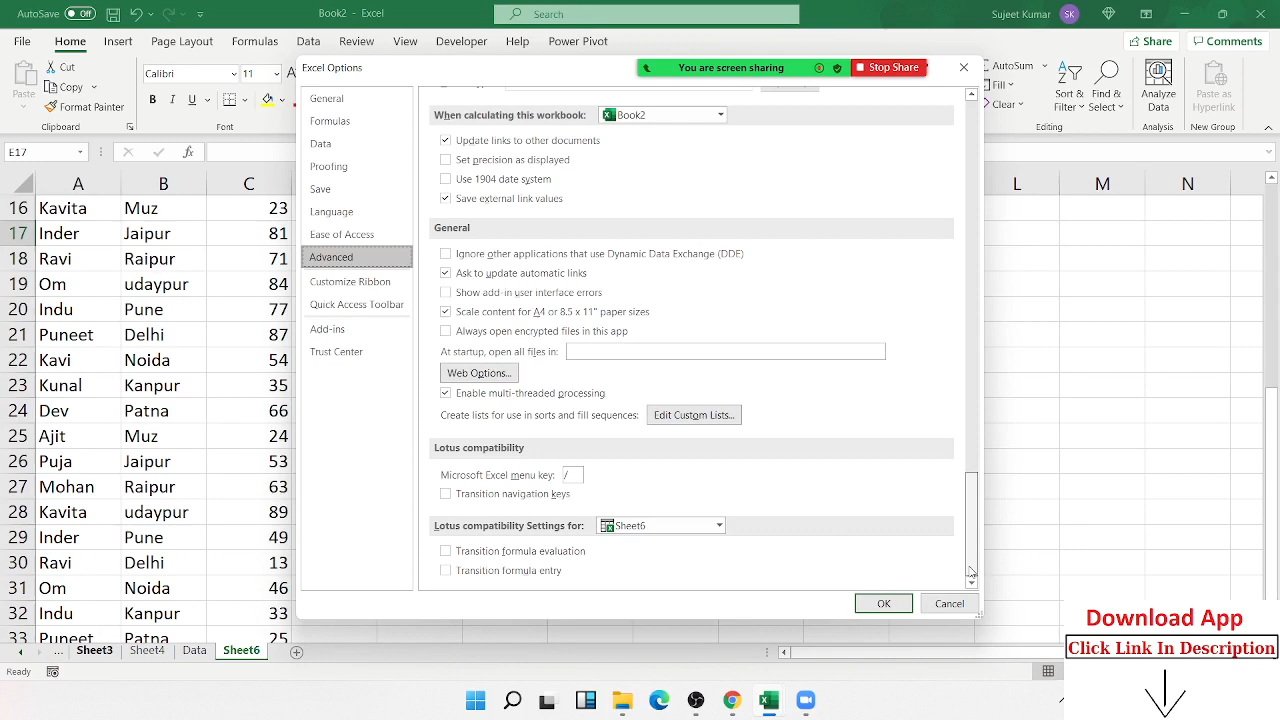 AutoSave Off Book2 - Excel Search Sujeet Kumar SK
File Home Insert Page Layout Formulas Data Review View Developer Help Power Pivot Share Comments
Excel Options You are screen sharing Stop Share
Paste Cut Copy Format Painter Clipboard
Calibri 11 B I U Font
AutoSum Fill Clear Sort & Filter Find & Select Editing
Analyze Data Analysis
Paste as Hyperlink New Group
E17 fx
General
Formulas
Data
Proofing
Save
Language
Ease of Access
Advanced
Customize Ribbon
Quick Access Toolbar
Add-ins
Trust Center
When calculating this workbook: Book2
Update links to other documents
Set precision as displayed
Use 1904 date system
Save external link values
General
Ignore other applications that use Dynamic Data Exchange (DDE)
Ask to update automatic links
Show add-in user interface errors
Scale content for A4 or 8.5 x 11" paper sizes
Always open encrypted files in this app
At startup, open all files in:
Web Options...
Enable multi-threaded processing
Create lists for use in sorts and fill sequences: Edit Custom Lists...
Lotus compatibility
Microsoft Excel menu key: /
Transition navigation keys
Lotus compatibility Settings for: Sheet6
Transition formula evaluation
Transition formula entry
OK Cancel
A B C L M N
16 Kavita Muz 23
17 Inder Jaipur 81
18 Ravi Raipur 71
19 Om udaypur 84
20 Indu Pune 77
21 Puneet Delhi 87
22 Kavi Noida 54
23 Kunal Kanpur 35
24 Dev Patna 66
25 Ajit Muz 24
26 Puja Jaipur 53
27 Mohan Raipur 63
28 Kavita udaypur 89
29 Inder Pune 49
30 Ravi Delhi 13
31 Om Noida 46
32 Indu Kanpur 33
33 Puneet Patna 25
... Sheet3 Sheet4 Data Sheet6
Ready
Download App
Click Link In Description